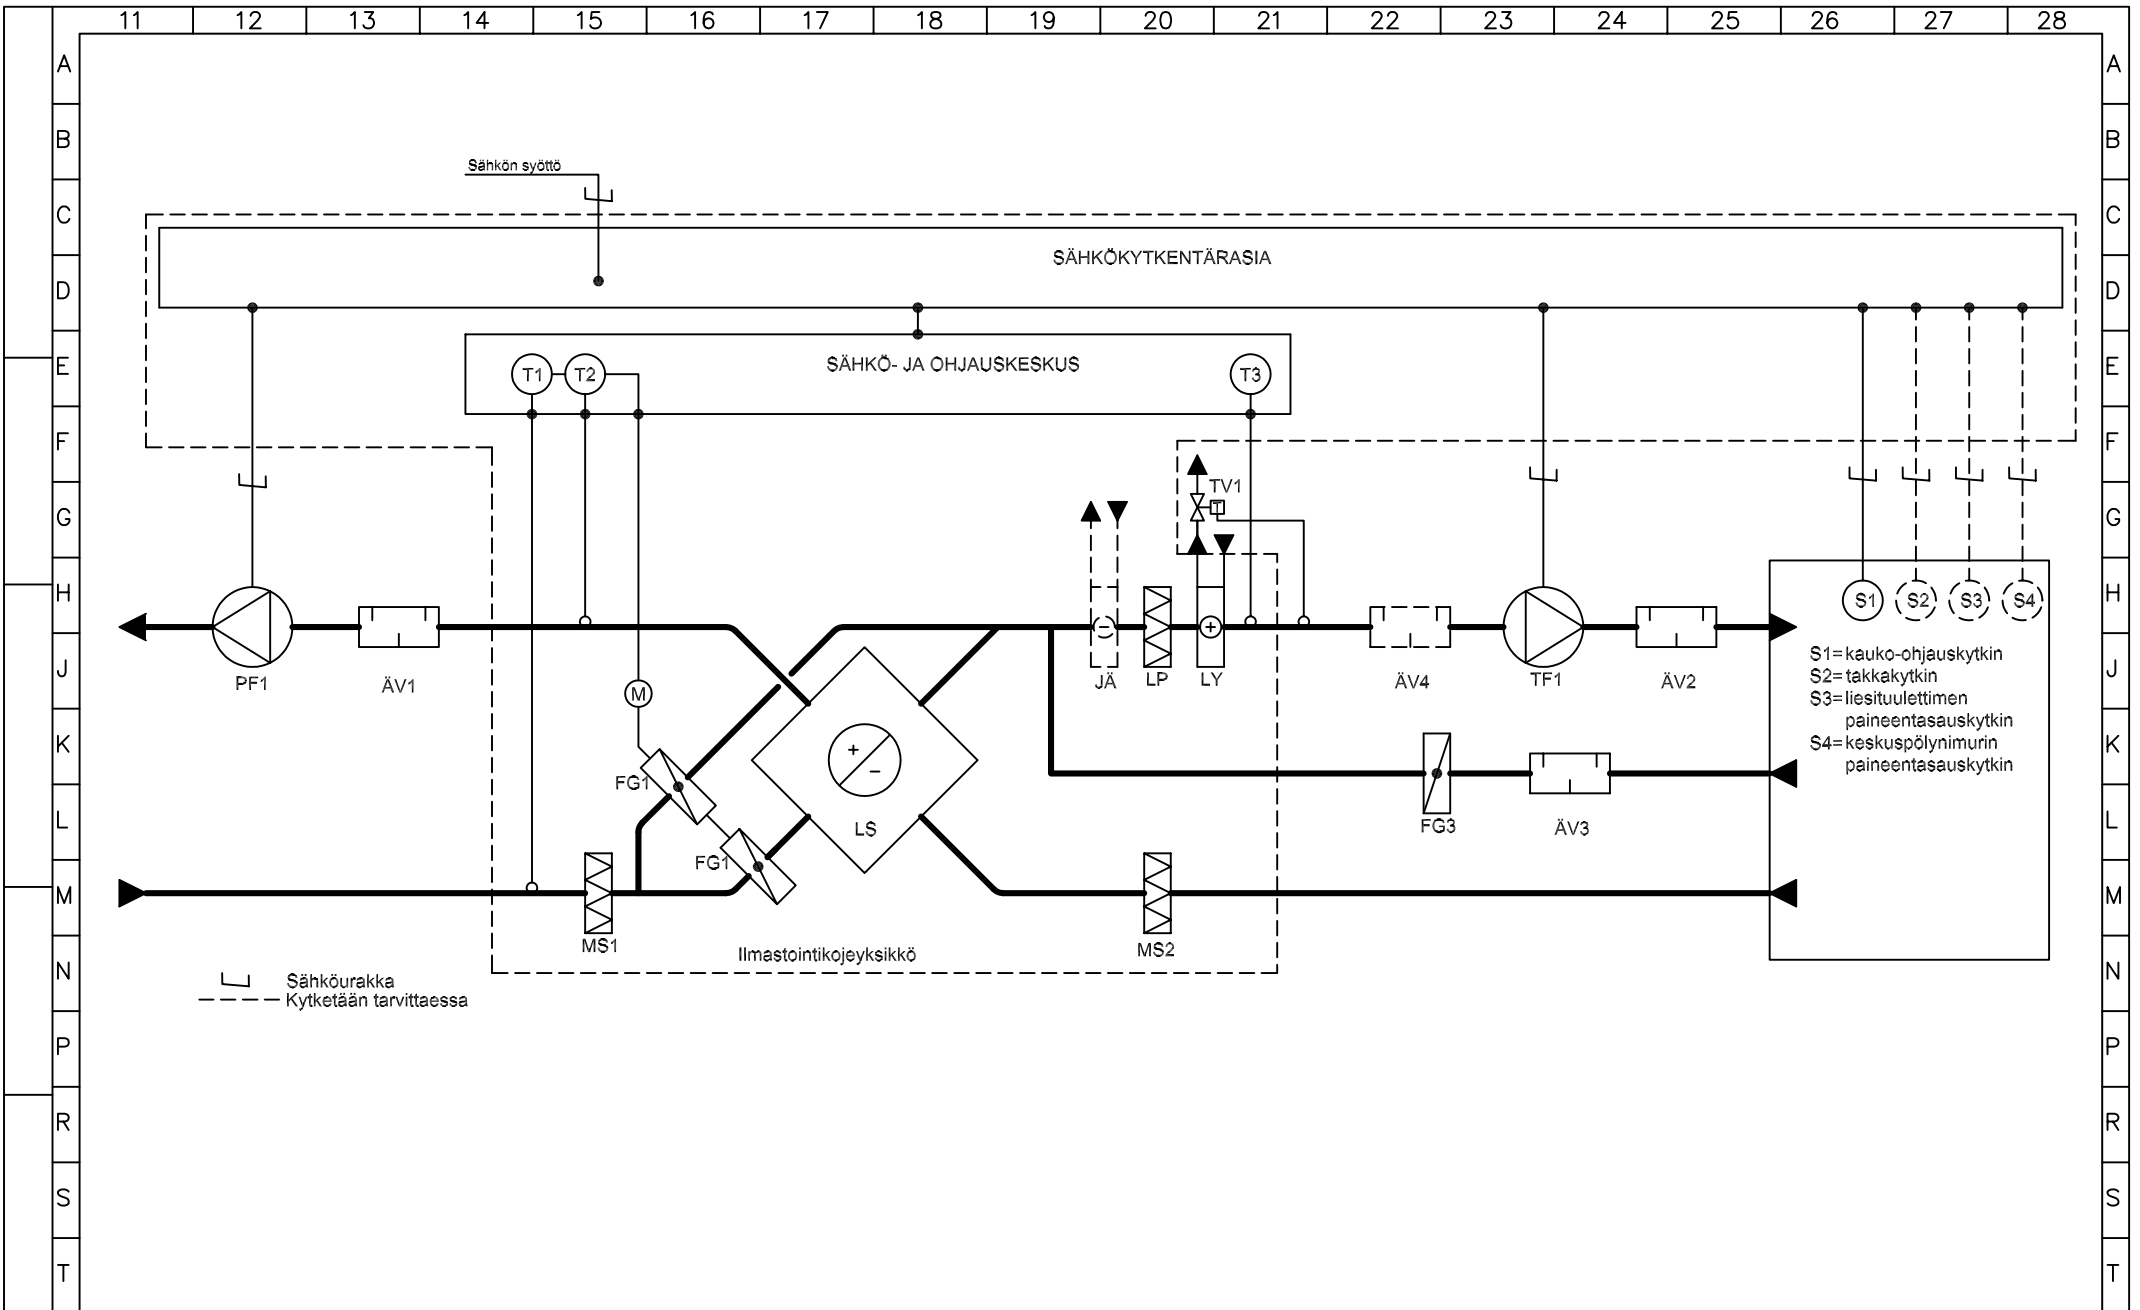 11 12 13 14 15 16 17 18 19 20 21 22 23 24 25 26 27 28
A A
B B
Sähkön syöttö
C C
SÄHKÖKYTKENTÄRASIA
D D
E E
T1 T2 SÄHKÖ- JA OHJAUSKESKUS T3
F F
TV1
T
G G
H H
S1 S2 S3 S4
- +
PF1 ÄV1 JÄ LP LY ÄV4 TF1 ÄV2
J J
M
S1=kauko-ohjauskytkin
S2=takkakytkin
S3=liesituulettimen
paineentasauskytkin
S4=keskuspölynimurin
paineentasauskytkin
K K
+
-
FG1
LS
L L
FG3 ÄV3
FG1
M M
MS1 MS2
Ilmastointikojeyksikkö
N N
Sähköurakka
Kytketään tarvittaessa
P P
R R
S S
T T